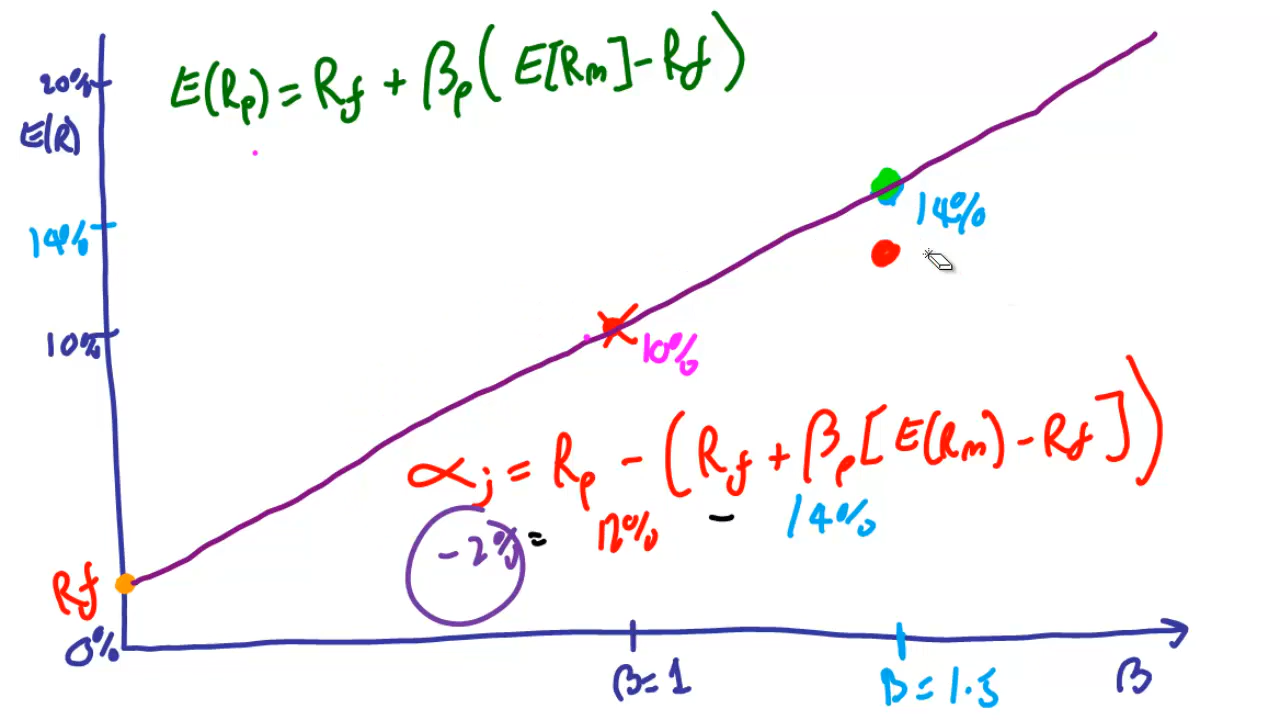 20%
E(R)
E(Rp) = Rf + βp ( E[Rm] - Rf )
14%
14%
10%
10%
αj = Rp - ( Rf + βp [ E(Rm) - Rf ] )
-2% = 12% - 14%
Rf
0%
β = 1
β = 1.5
β